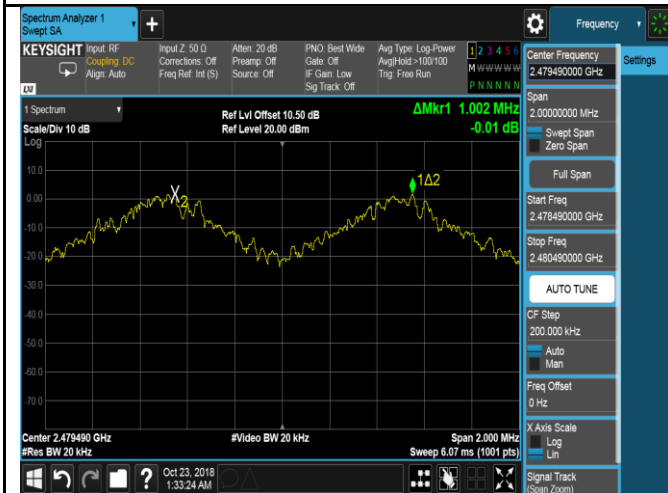 Spectrum Analyzer 1
Swept SA
Frequency
KEYSIGHT
Input: RF
Coupling: DC
Align: Auto
Input Z: 50 Ω
Corrections: Off
Freq Ref: Int (S)
Atten: 20 dB
Preamp: Off
Source: Off
PNO: Best Wide
Gate: Off
IF Gain: Low
Sig Track: Off
Avg Type: Log-Power
Avg|Hold:>100/100
Trig: Free Run
1 2 3 4 5 6
M W W W W W
P N N N N N
LXI
Center Frequency
2.479490000 GHz
Settings
Span
2.00000000 MHz
Swept Span
Zero Span
Full Span
Start Freq
2.478490000 GHz
Stop Freq
2.480490000 GHz
AUTO TUNE
CF Step
200.000 kHz
Auto
Man
Freq Offset
0 Hz
X Axis Scale
Log
Lin
Signal Track
(Span Zoom)
1 Spectrum
Scale/Div 10 dB
Log
Ref Lvl Offset 10.50 dB
Ref Level 20.00 dBm
ΔMkr1 1.002 MHz
-0.01 dB
10.0
0.00
-10.0
-20.0
-30.0
-40.0
-50.0
-60.0
-70.0
X2
1Δ2
Center 2.479490 GHz
#Res BW 20 kHz
#Video BW 20 kHz
Span 2.000 MHz
Sweep 6.07 ms (1001 pts)
?
Oct 23, 2018
1:33:24 AM